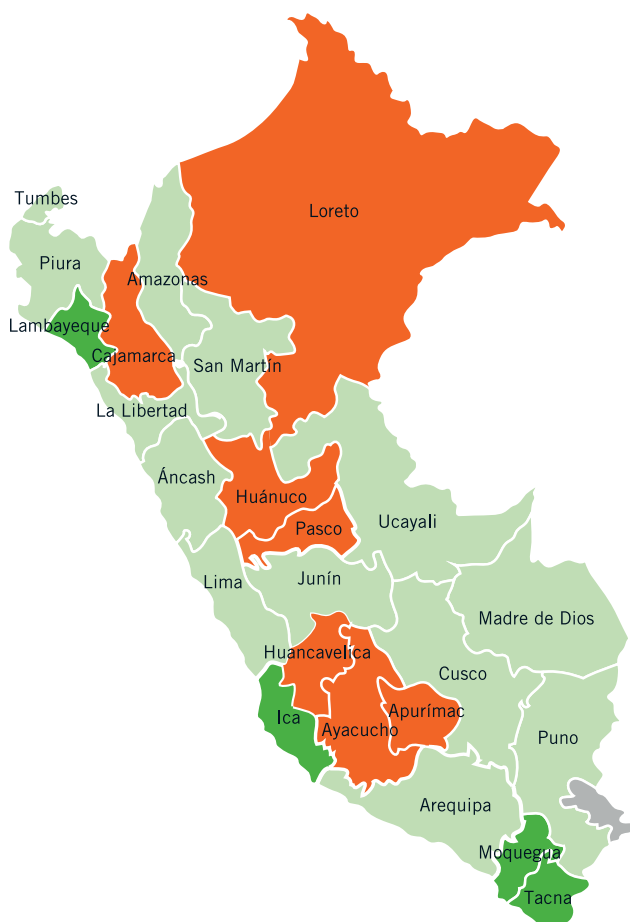 Tumbes
Loreto
Piura
Amazonas
Lambayeque
Cajamarca
San Martín
La Libertad
Áncash
Huánuco
Ucayali
Pasco
Lima
Junín
Madre de Dios
Huancavelica
Cusco
Ica
Apurímac
Ayacucho
Puno
Arequipa
Moquegua
Tacna